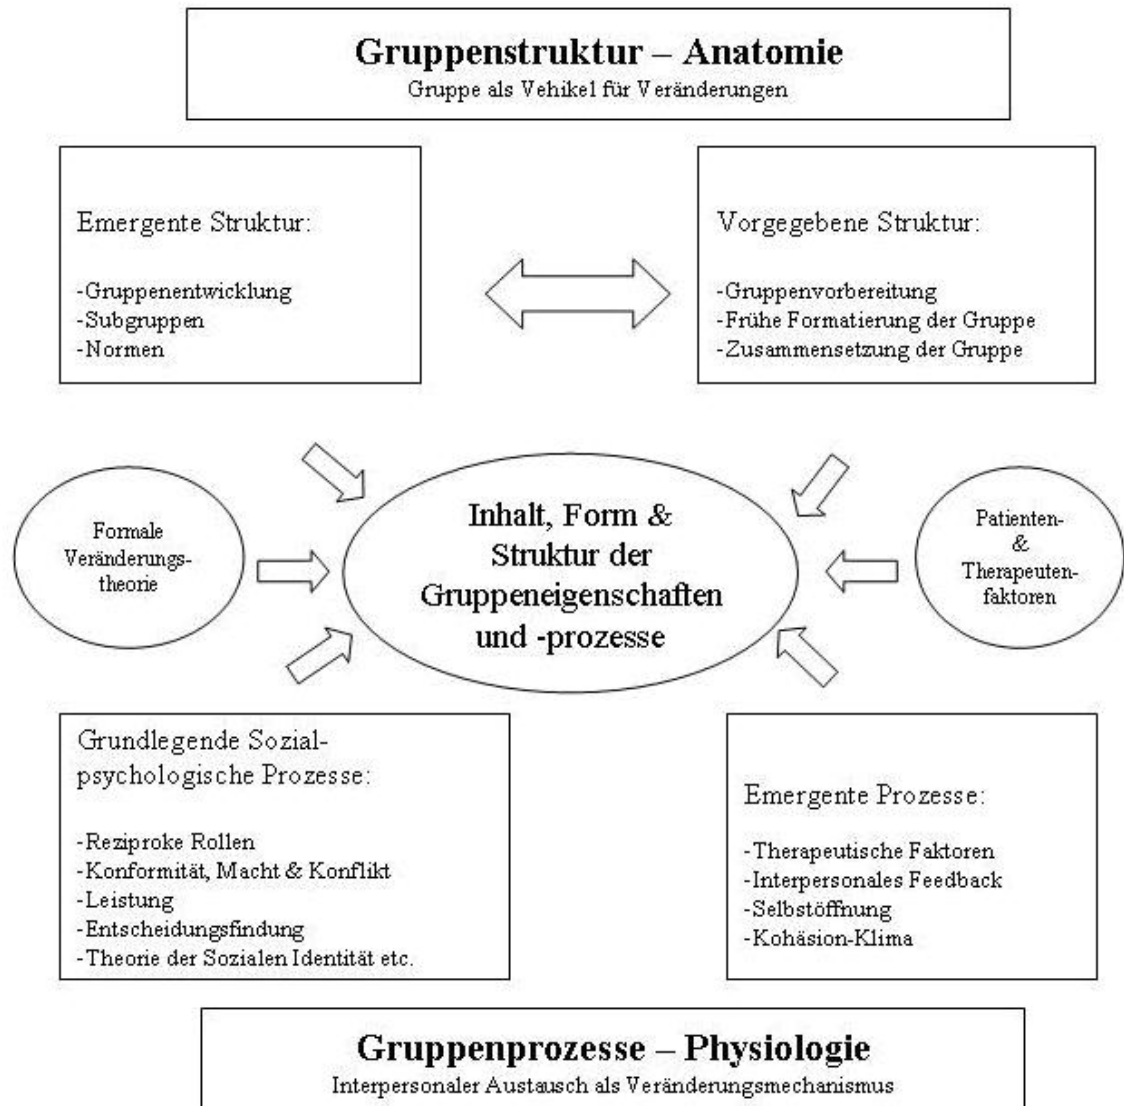 Gruppenstruktur – Anatomie
Gruppe als Vehikel für Veränderungen
Emergente Struktur:
-Gruppenentwicklung
-Subgruppen
-Normen
Vorgegebene Struktur:
-Gruppenvorbereitung
-Frühe Formatierung der Gruppe
-Zusammensetzung der Gruppe
Formale
Veränderungs-
theorie
Inhalt, Form &
Struktur der
Gruppeneigenschaften
und -prozesse
Patienten-
&
Therapeuten-
faktoren
Grundlegende Sozial-
psychologische Prozesse:
-Reziproke Rollen
-Konformität, Macht & Konflikt
-Leistung
-Entscheidungsfindung
-Theorie der Sozialen Identität etc.
Emergente Prozesse:
-Therapeutische Faktoren
-Interpersonales Feedback
-Selbstöffnung
-Kohäsion-Klima
Gruppenprozesse – Physiologie
Interpersonaler Austausch als Veränderungsmechanismus